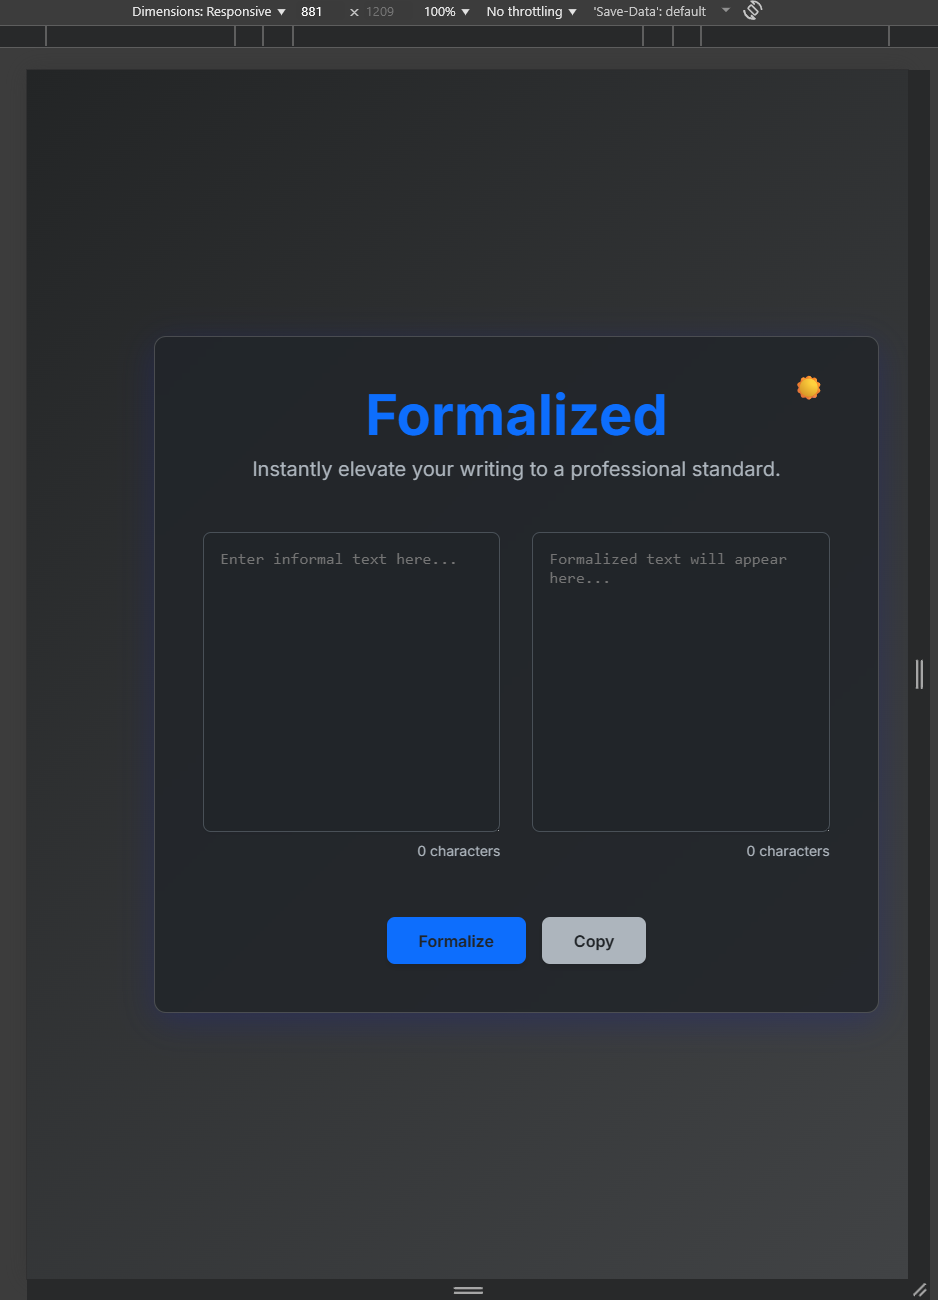 Dimensions: Responsive ▼ 881 × 1209 100% ▼ No throttling ▼ 'Save-Data': default ▼
Formalized
Instantly elevate your writing to a professional standard.
Enter informal text here...
Formalized text will appear
here...
0 characters
0 characters
Formalize
Copy